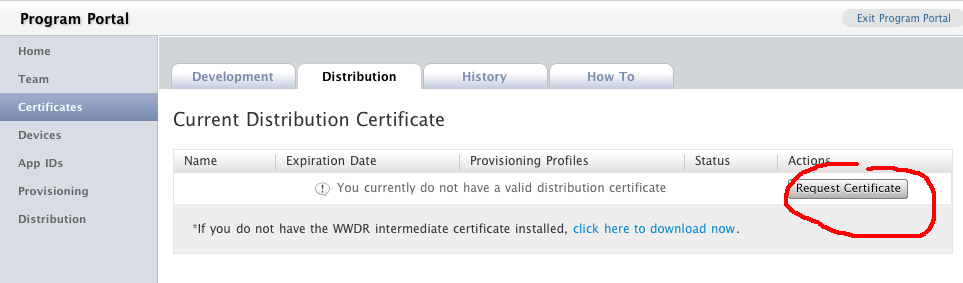 Program Portal
Exit Program Portal
Home
Team
Certificates
Devices
App IDs
Provisioning
Distribution
Development
Distribution
History
How To
Current Distribution Certificate
Name Expiration Date Provisioning Profiles Status Actions
You currently do not have a valid distribution certificate Request Certificate
*If you do not have the WWDR intermediate certificate installed, click here to download now.